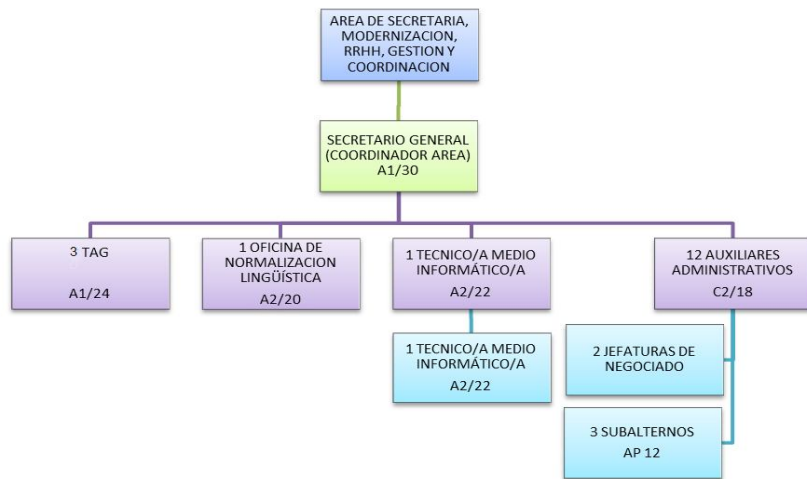 AREA DE SECRETARIA,
MODERNIZACION,
RRHH, GESTION Y
COORDINACION
SECRETARIO GENERAL
(COORDINADOR AREA)
A1/30
3 TAG
A1/24
1 OFICINA DE
NORMALIZACION
LINGÜÍSTICA
A2/20
1 TECNICO/A MEDIO
INFORMÁTICO/A
A2/22
12 AUXILIARES
ADMINISTRATIVOS
C2/18
1 TECNICO/A MEDIO
INFORMÁTICO/A
A2/22
2 JEFATURAS DE
NEGOCIADO
3 SUBALTERNOS
AP 12